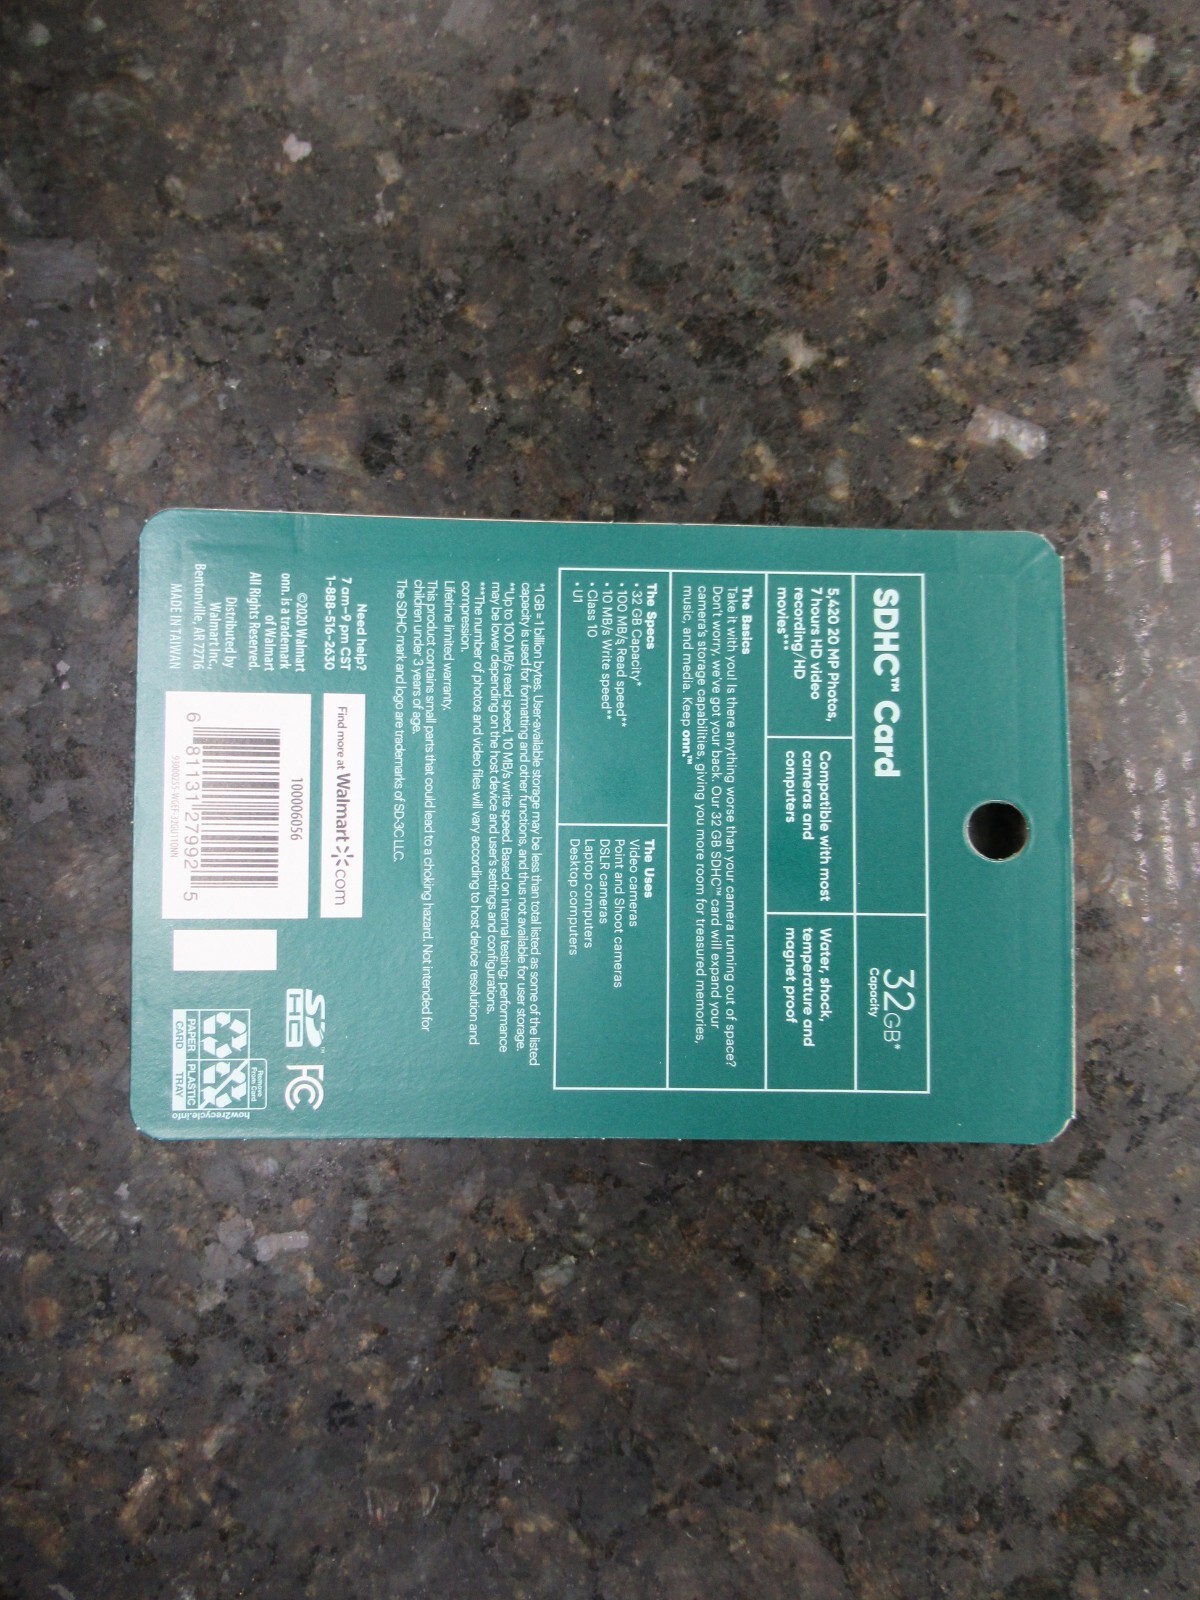 SDHC™ Card
32GB*
Capacity
5,420 20 MP Photos,
7 hours HD video
recording/HD
movies***
Compatible with most
cameras and
computers
Water, shock,
temperature and
magnet proof
The Basics
Take it with you! Is there anything worse than your camera running out of space?
Don't worry, we've got your back. Our 32 GB SDHC™ card will expand your
camera's storage capabilities, giving you more room for treasured memories,
music, and media. Keep onn.™
The Specs
• 32 GB Capacity*
• 100 MB/s Read speed**
• 10 MB/s Write speed**
• Class 10
• U1
The Uses
Video cameras
Point and Shoot cameras
DSLR cameras
Laptop computers
Desktop computers
*1 GB = 1 billion bytes. User-available storage may be less than total listed as some of the listed
capacity is used for formatting and other functions, and thus not available for user storage.
**Up to 100 MB/s read speed, 10 MB/s write speed. Based on internal testing; performance
may be lower depending on the host device and user's settings and configurations.
***The number of photos and video files will vary according to host device resolution and
compression.
Lifetime limited warranty.
This product contains small parts that could lead to a choking hazard. Not intended for
children under 3 years of age.
The SDHC mark and logo are trademarks of SD-3C LLC.
Need help?
7 am–9 pm CST
1-888-516-2630
©2020 Walmart
onn. is a trademark
of Walmart
All Rights Reserved.
Distributed by
Walmart Inc.,
Bentonville, AR 72716
MADE IN TAIWAN
Find more at Walmart.com
100006056
6 81131 27992 5
SD
HC
FC
Remove
From Card
PAPER
CARD
PLASTIC
TRAY
how2recycle.info